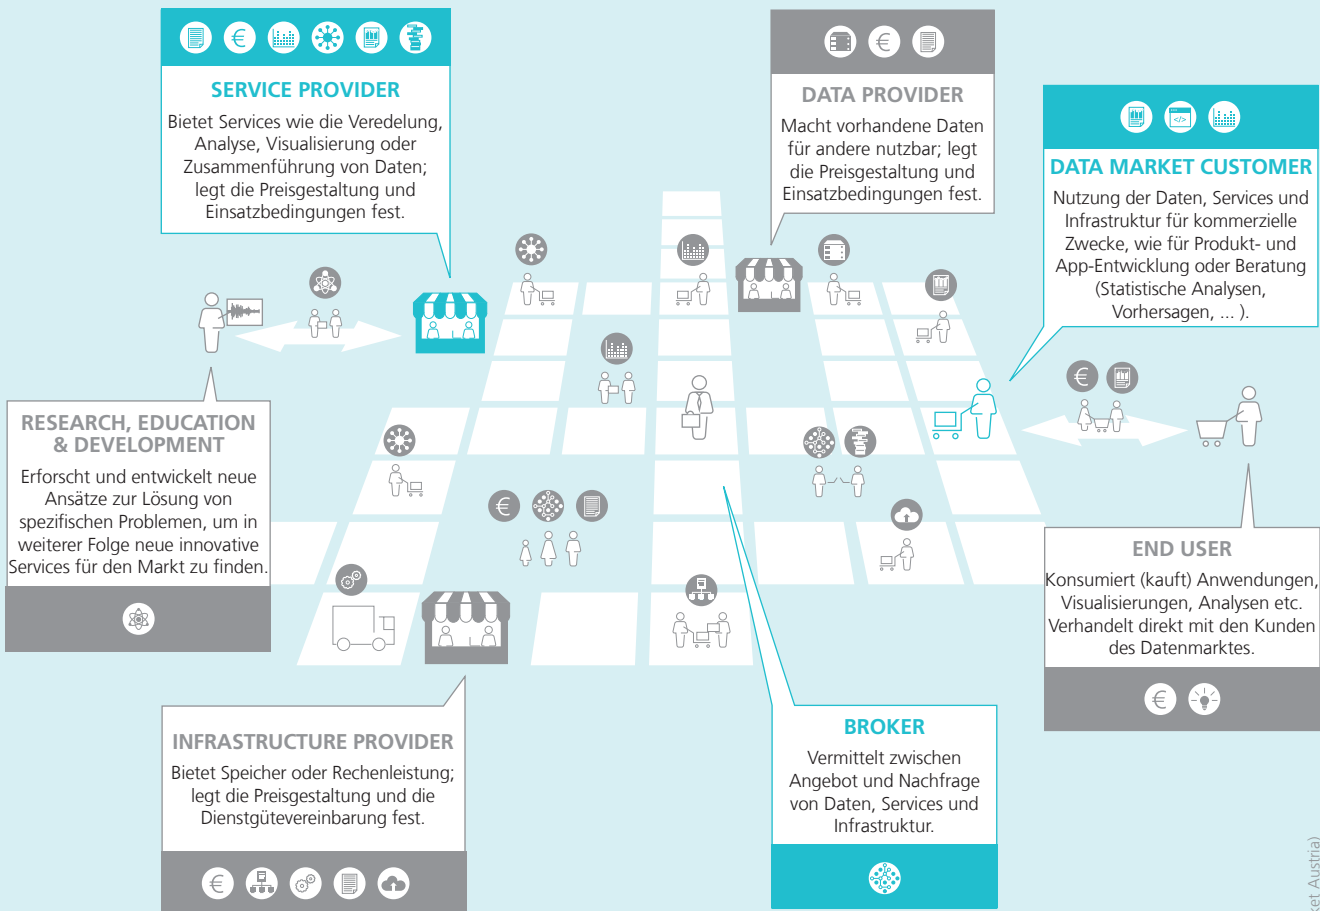 SERVICE PROVIDER
Bietet Services wie die Veredelung,
Analyse, Visualisierung oder
Zusammenführung von Daten;
legt die Preisgestaltung und
Einsatzbedingungen fest.
DATA PROVIDER
Macht vorhandene Daten
für andere nutzbar; legt
die Preisgestaltung und
Einsatzbedingungen fest.
DATA MARKET CUSTOMER
Nutzung der Daten, Services und
Infrastruktur für kommerzielle
Zwecke, wie für Produkt- und
App-Entwicklung oder Beratung
(Statistische Analysen,
Vorhersagen, ... ).
RESEARCH, EDUCATION
& DEVELOPMENT
Erforscht und entwickelt neue
Ansätze zur Lösung von
spezifischen Problemen, um in
weiterer Folge neue innovative
Services für den Markt zu finden.
END USER
Konsumiert (kauft) Anwendungen,
Visualisierungen, Analysen etc.
Verhandelt direkt mit den Kunden
des Datenmarktes.
INFRASTRUCTURE PROVIDER
Bietet Speicher oder Rechenleistung;
legt die Preisgestaltung und die
Dienstgütevereinbarung fest.
BROKER
Vermittelt zwischen
Angebot und Nachfrage
von Daten, Services und
Infrastruktur.
Austria)